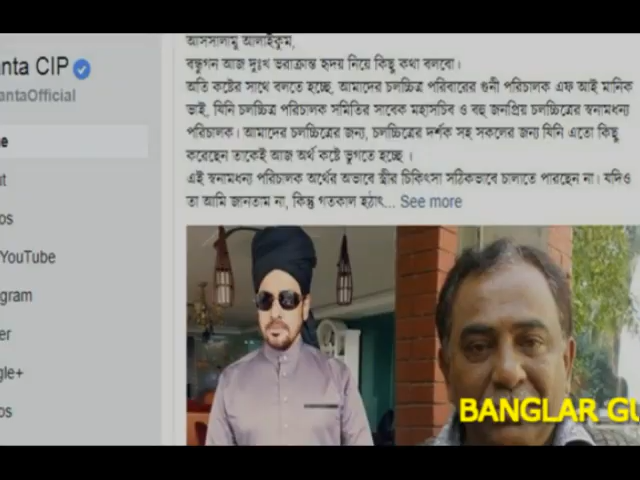 nta CIP
antaOfficial
e
ut
os
YouTube
gram
er
gle+
os
আসসালামু আলাইকুম,
বন্ধুগন আজ দুঃখ ভরাক্রান্ত হৃদয় নিয়ে কিছু কথা বলবো।
অতি কষ্টের সাথে বলতে হচ্ছে, আমাদের চলচ্চিত্র পরিবারের গুনী পরিচালক এফ আই মানিক
ভাই, যিনি চলচ্চিত্র পরিচালক সমিতির সাবেক মহাসচিব ও বহু জনপ্রিয় চলচ্চিত্রের স্বনামধন্য
পরিচালক। আমাদের চলচ্চিত্রের জন্য, চলচ্চিত্রের দর্শক সহ সকলের জন্য যিনি এতো কিছু
করেছেন তাকেই আজ অর্থ কষ্টে ভুগতে হচ্ছে ।
এই স্বনামধন্য পরিচালক অর্থের অভাবে স্ত্রীর চিকিৎসা সঠিকভাবে চালাতে পারছেন না। যদিও
তা আমি জানতাম না, কিন্তু গতকাল হঠাৎ... See more
BANGLAR GU